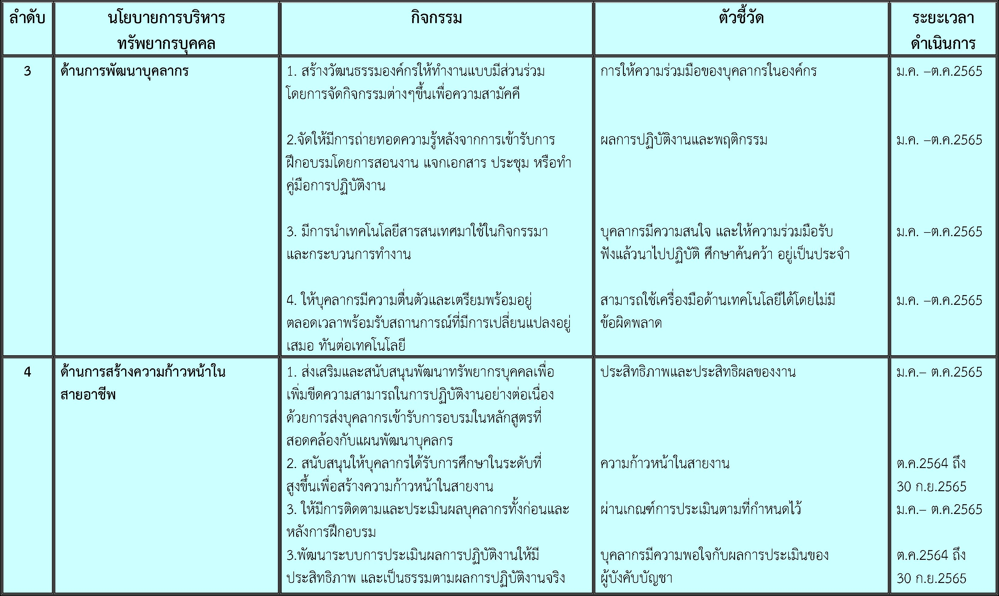 ลำดับ
นโยบายการบริหาร
ทรัพยากรบุคคล
กิจกรรม
ตัวชี้วัด
ระยะเวลา
ดำเนินการ
3
ด้านการพัฒนาบุคลากร
1. สร้างวัฒนธรรมองค์กรให้ทำงานแบบมีส่วนร่วม
โดยการจัดกิจกรรมต่างๆขึ้นเพื่อความสามัคคี
การให้ความร่วมมือของบุคลากรในองค์กร
ม.ค. –ต.ค.2565
2.จัดให้มีการถ่ายทอดความรู้หลังจากการเข้ารับการ
ฝึกอบรมโดยการสอนงาน แจกเอกสาร ประชุม หรือทำ
คู่มือการปฏิบัติงาน
ผลการปฏิบัติงานและพฤติกรรม
ม.ค. –ต.ค.2565
3. มีการนำเทคโนโลยีสารสนเทศมาใช้ในกิจกรรมา
และกระบวนการทำงาน
บุคลากรมีความสนใจ และให้ความร่วมมือรับ
ฟังแล้วนาไปปฏิบัติ ศึกษาค้นคว้า อยู่เป็นประจำ
ม.ค. –ต.ค.2565
4. ให้บุคลากรมีความตื่นตัวและเตรียมพร้อมอยู่
ตลอดเวลาพร้อมรับสถานการณ์ที่มีการเปลี่ยนแปลงอยู่
เสมอ ทันต่อเทคโนโลยี
สามารถใช้เครื่องมือด้านเทคโนโลยีได้โดยไม่มี
ข้อผิดพลาด
ม.ค. –ต.ค.2565
4
ด้านการสร้างความก้าวหน้าใน
สายอาชีพ
1. ส่งเสริมและสนับสนุนพัฒนาทรัพยากรบุคคลเพื่อ
เพิ่มขีดความสามารถในการปฏิบัติงานอย่างต่อเนื่อง
ด้วยการส่งบุคลากรเข้ารับการอบรมในหลักสูตรที่
สอดคล้องกับแผนพัฒนาบุคลกร
ประสิทธิภาพและประสิทธิผลของงาน
ม.ค.– ต.ค.2565
2. สนับสนุนให้บุคลากรได้รับการศึกษาในระดับที่
สูงขึ้นเพื่อสร้างความก้าวหน้าในสายงาน
ความก้าวหน้าในสายงาน
ต.ค.2564 ถึง
30 ก.ย.2565
3. ให้มีการติดตามและประเมินผลบุคลากรทั้งก่อนและ
หลังการฝึกอบรม
ผ่านเกณฑ์การประเมินตามที่กำหนดไว้
ม.ค.– ต.ค.2565
3.พัฒนาระบบการประเมินผลการปฏิบัติงานให้มี
ประสิทธิภาพ และเป็นธรรมตามผลการปฏิบัติงานจริง
บุคลากรมีความพอใจกับผลการประเมินของ
ผู้บังคับบัญชา
ต.ค.2564 ถึง
30 ก.ย.2565